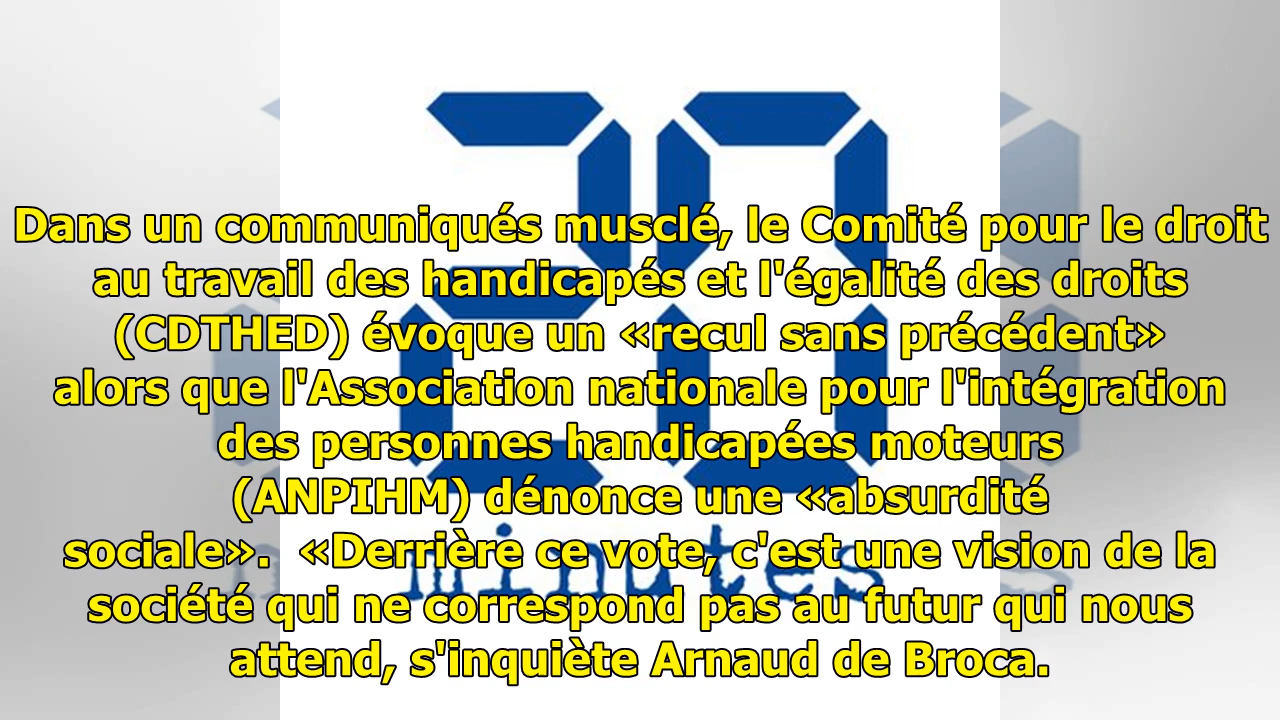 Dans un communiqués musclé, le Comité pour le droit
au travail des handicapés et l'égalité des droits
(CDTHED) évoque un «recul sans précédent»
alors que l'Association nationale pour l'intégration
des personnes handicapées moteurs
(ANPIHM) dénonce une «absurdité
sociale».  «Derrière ce vote, c'est une vision de la
société qui ne correspond pas au futur qui nous
attend, s'inquiète Arnaud de Broca.
20
minutes